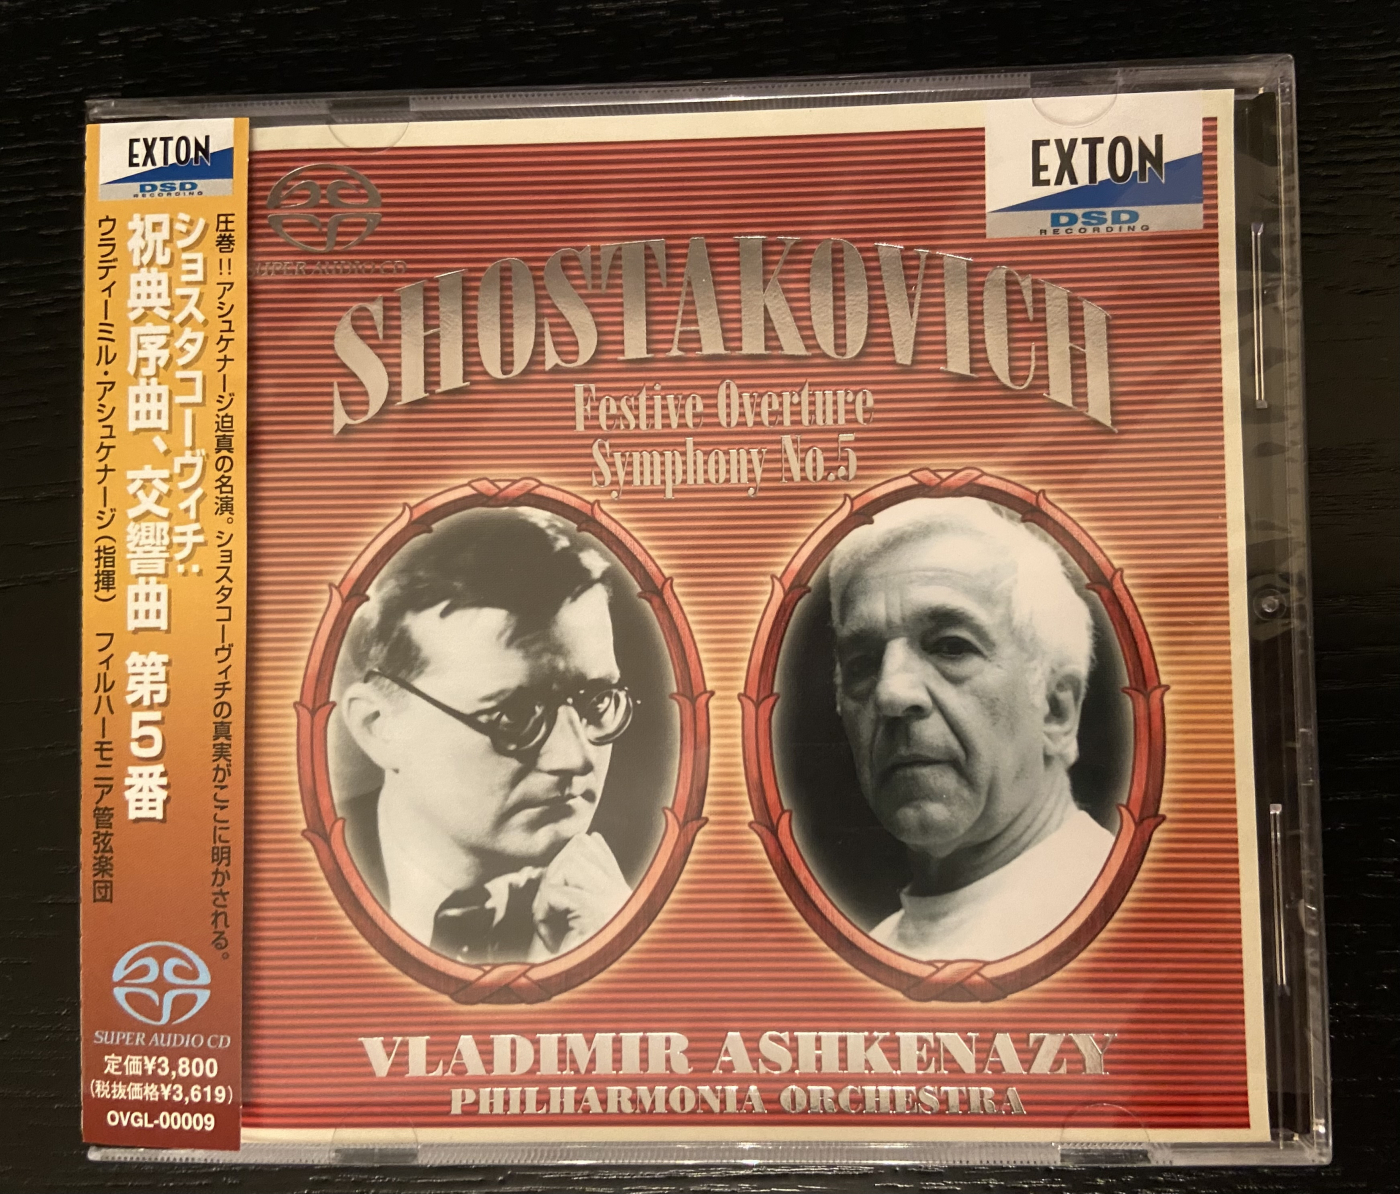 EXTON
DSD
RECORDING
圧巻!! アシュケナージ迫真の名演。ショスタコーヴィチの真実がここに明かされる。
ショスタコーヴィチ:
祝典序曲、交響曲 第5番
ウラディーミル・アシュケナージ(指揮) フィルハーモニア管弦楽団
SUPER AUDIO CD
定価¥3,800
(税抜価格¥3,619)
OVGL-00009
SUPER AUDIO CD
EXTON
DSD
RECORDING
SHOSTAKOVICH
Festive Overture
Symphony No.5
VLADIMIR ASHKENAZY
PHILHARMONIA ORCHESTRA